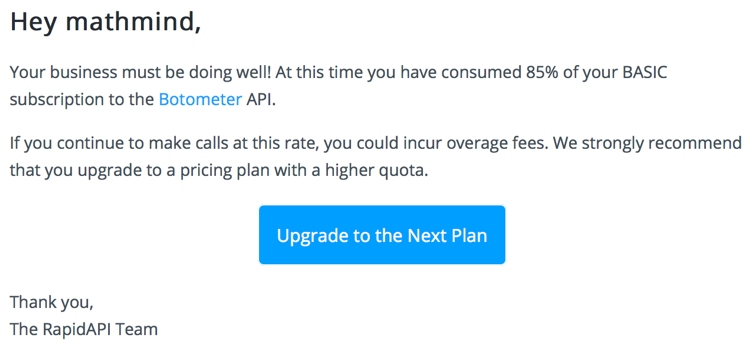 Hey mathmind,
Your business must be doing well! At this time you have consumed 85% of your BASIC
subscription to the Botometer API.
If you continue to make calls at this rate, you could incur overage fees. We strongly recommend
that you upgrade to a pricing plan with a higher quota.
Upgrade to the Next Plan
Thank you,
The RapidAPI Team